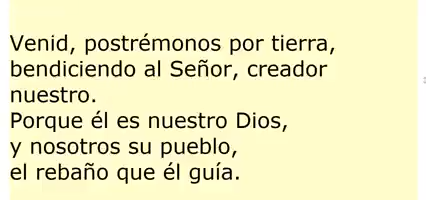 Venid, postrémonos por tierra,
bendiciendo al Señor, creador
nuestro.
Porque él es nuestro Dios,
y nosotros su pueblo,
el rebaño que él guía.